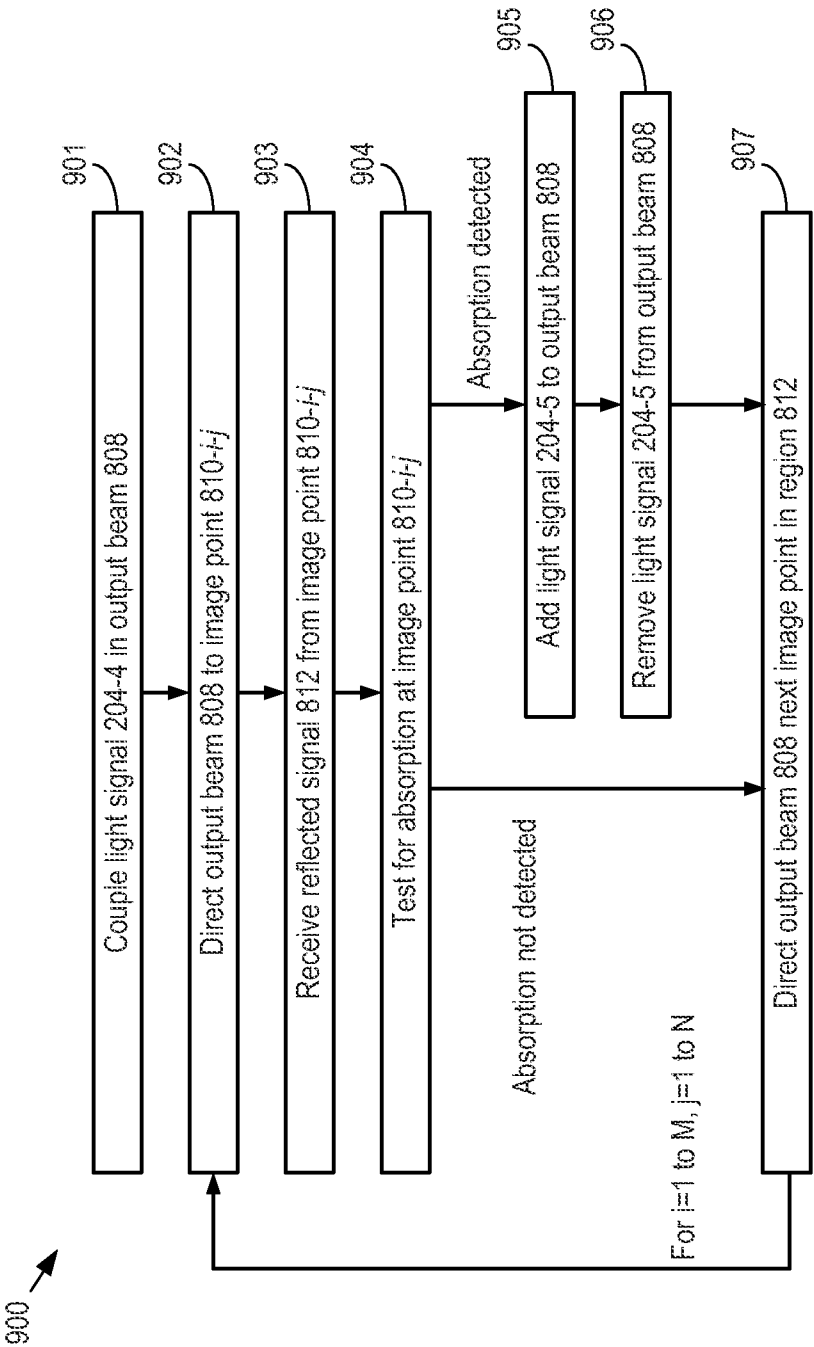 900
901
Couple light signal 204-4 in output beam 808
902
Direct output beam 808 to image point 810-i-j
903
Receive reflected signal 812 from image point 810-i-j
904
Test for absorption at image point 810-i-j
Absorption not detected
Absorption detected
905
Add light signal 204-5 to output beam 808
906
Remove light signal 204-5 from output beam 808
907
For i=1 to M, j=1 to N
Direct output beam 808 next image point in region 812